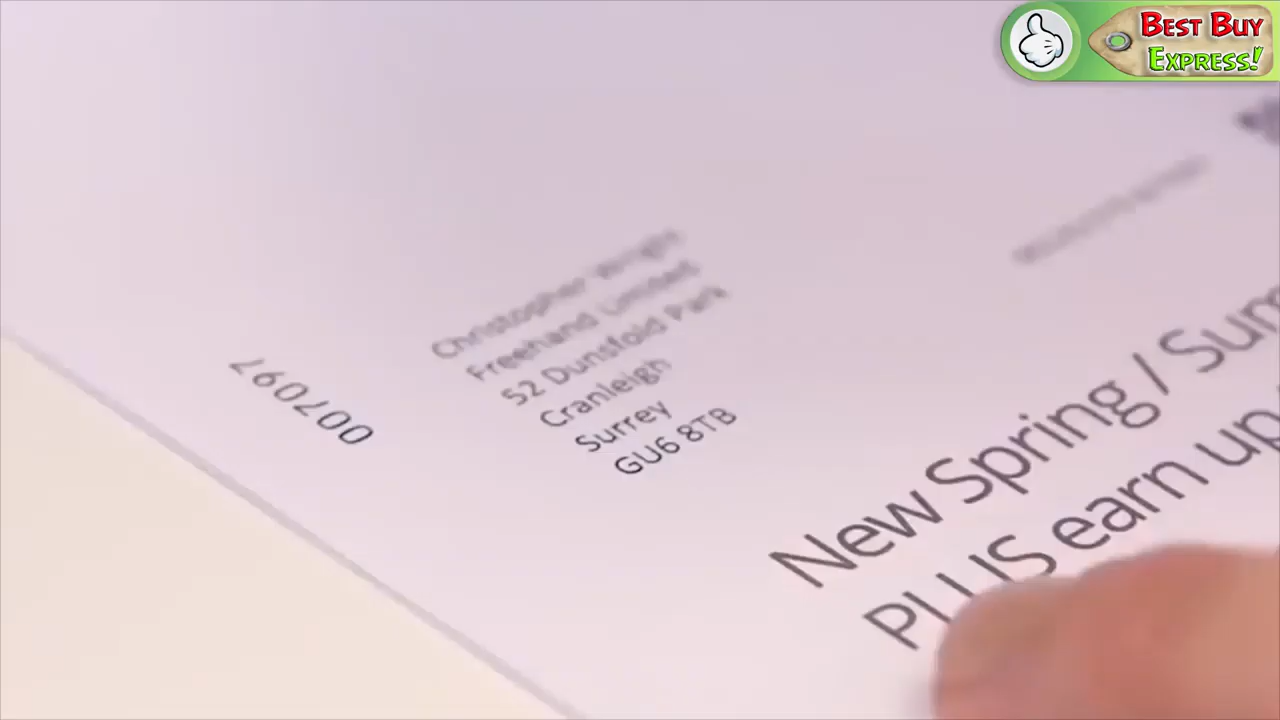 BEST BUY
EXPRESS!
Christopher Wright
Freehand Limited
52 Dunsfold Park
Cranleigh
Surrey
GU6 8TB
007097
New Spring / Sum
PLUS earn up